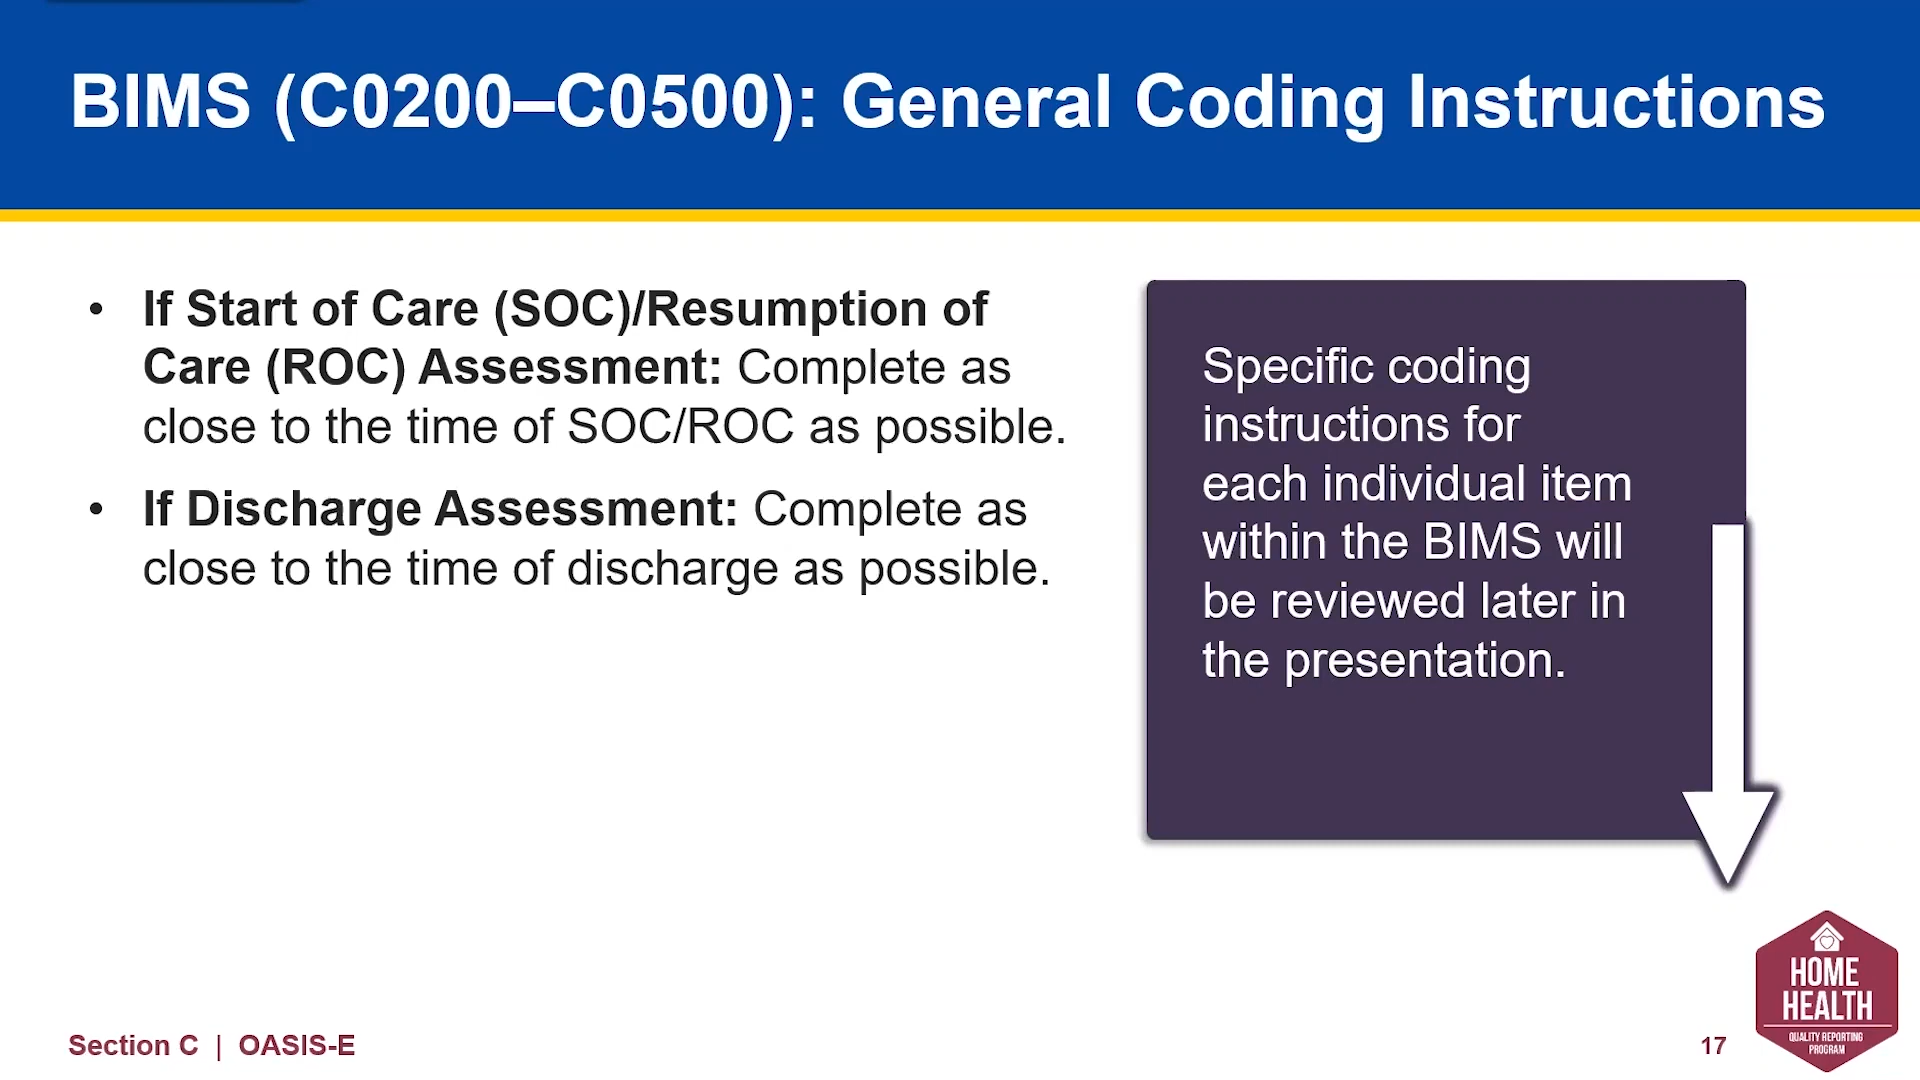 BIMS (C0200–C0500): General Coding Instructions
• If Start of Care (SOC)/Resumption of
Care (ROC) Assessment: Complete as
close to the time of SOC/ROC as possible.
• If Discharge Assessment: Complete as
close to the time of discharge as possible.
Specific coding
instructions for
each individual item
within the BIMS will
be reviewed later in
the presentation.
Section C | OASIS-E
17
HOME
HEALTH
QUALITY REPORTING
PROGRAM